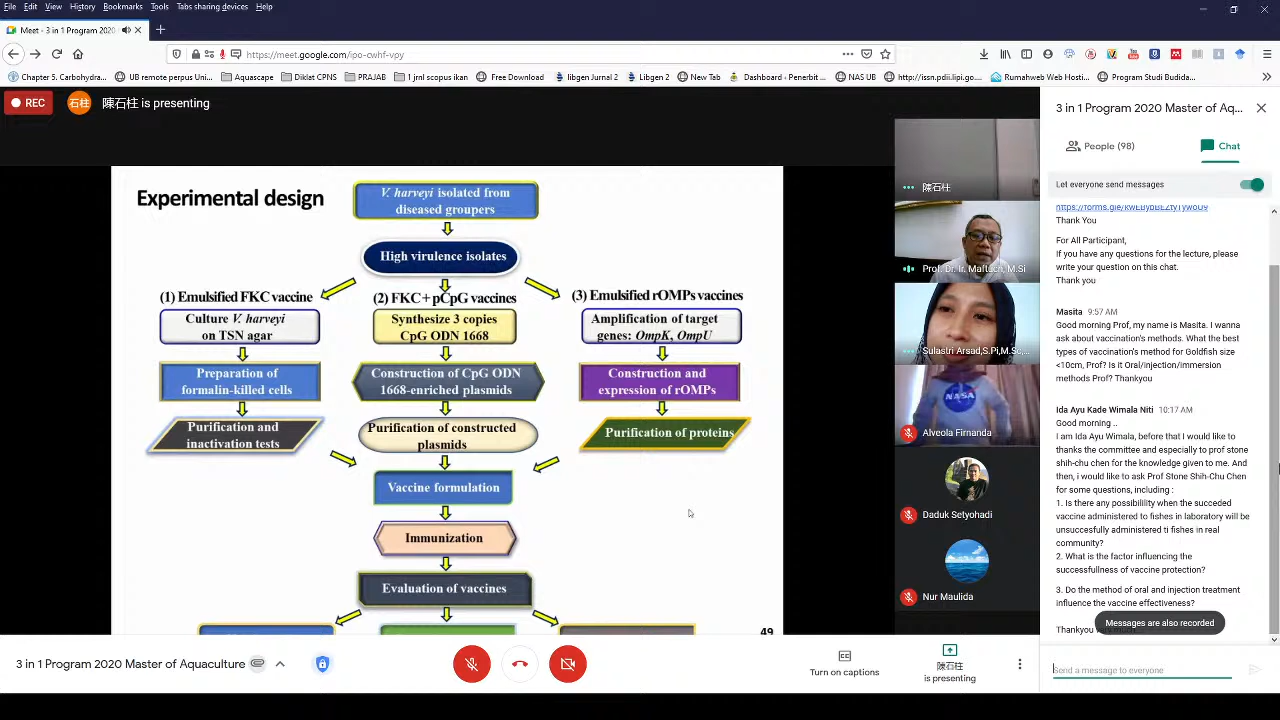 File Edit View History Bookmarks Tools Tabs sharing devices Help
Meet - 3 in 1 Program 2020
https://meet.google.com/ipo-cwhf-vpy
Chapter 5. Carbohydra... UB remote perpus Uni... Aquascape Diklat CPNS PRAJAB 1 jml scopus ikan Free Download libgen Jurnal 2 Libgen 2 New Tab Dashboard ‹ Penerbit ... NAS UB http://issn.pdii.lipi.go... Rumahweb Web Hosti... Program Studi Budida...
REC
石柱
陳石柱 is presenting
Experimental design
V. harveyi isolated from
diseased groupers
High virulence isolates
(1) Emulsified FKC vaccine
(2) FKC+pCpG vaccines
(3) Emulsified rOMPs vaccines
Culture V. harveyi
on TSN agar
Synthesize 3 copies
CpG ODN 1668
Amplification of target
genes: OmpK, OmpU
Preparation of
formalin-killed cells
Construction of CpG ODN
1668-enriched plasmids
Construction and
expression of rOMPs
Purification and
inactivation tests
Purification of constructed
plasmids
Purification of proteins
Vaccine formulation
Immunization
Evaluation of vaccines
49
陳石柱
Prof. Dr. Ir. Maftuch, M.Si
Sulastri Arsad,S.Pi,M.Sc,...
NASA
Alveola Firnanda
Daduk Setyohadi
Nur Maulida
3 in 1 Program 2020 Master of Aq...
People (98)
Chat
Let everyone send messages
Thank You
For All Participant,
If you have any questions for the lecture, please
write your question on this chat.
Thank you
Masita 9:57 AM
Good morning Prof, my name is Masita. I wanna
ask about vaccination's methods. What the best
types of vaccination's method for Goldfish size
<10cm, Prof? Is it Oral/injection/immersion
methods Prof? Thankyou
Ida Ayu Kade Wimala Niti 10:17 AM
Good morning ..
I am Ida Ayu Wimala, before that I would like to
thanks the committee and especially to prof stone
shih-chu chen for the knowledge given to me. And
then, i would like to ask Prof Stone Shih-Chu Chen
for some questions, including :
1. Is there any possibilility when the succeded
vaccine administered to fishes in laboratory will be
unsuccesfully administered ti fishes in real
community?
2. What is the factor influencing the
successfullness of vaccine protection?
3. Do the method of oral and injection treatment
influence the vaccine effectiveness?
Messages are also recorded
Thankyou
Send a message to everyone
3 in 1 Program 2020 Master of Aquaculture
Turn on captions
陳石柱
is presenting